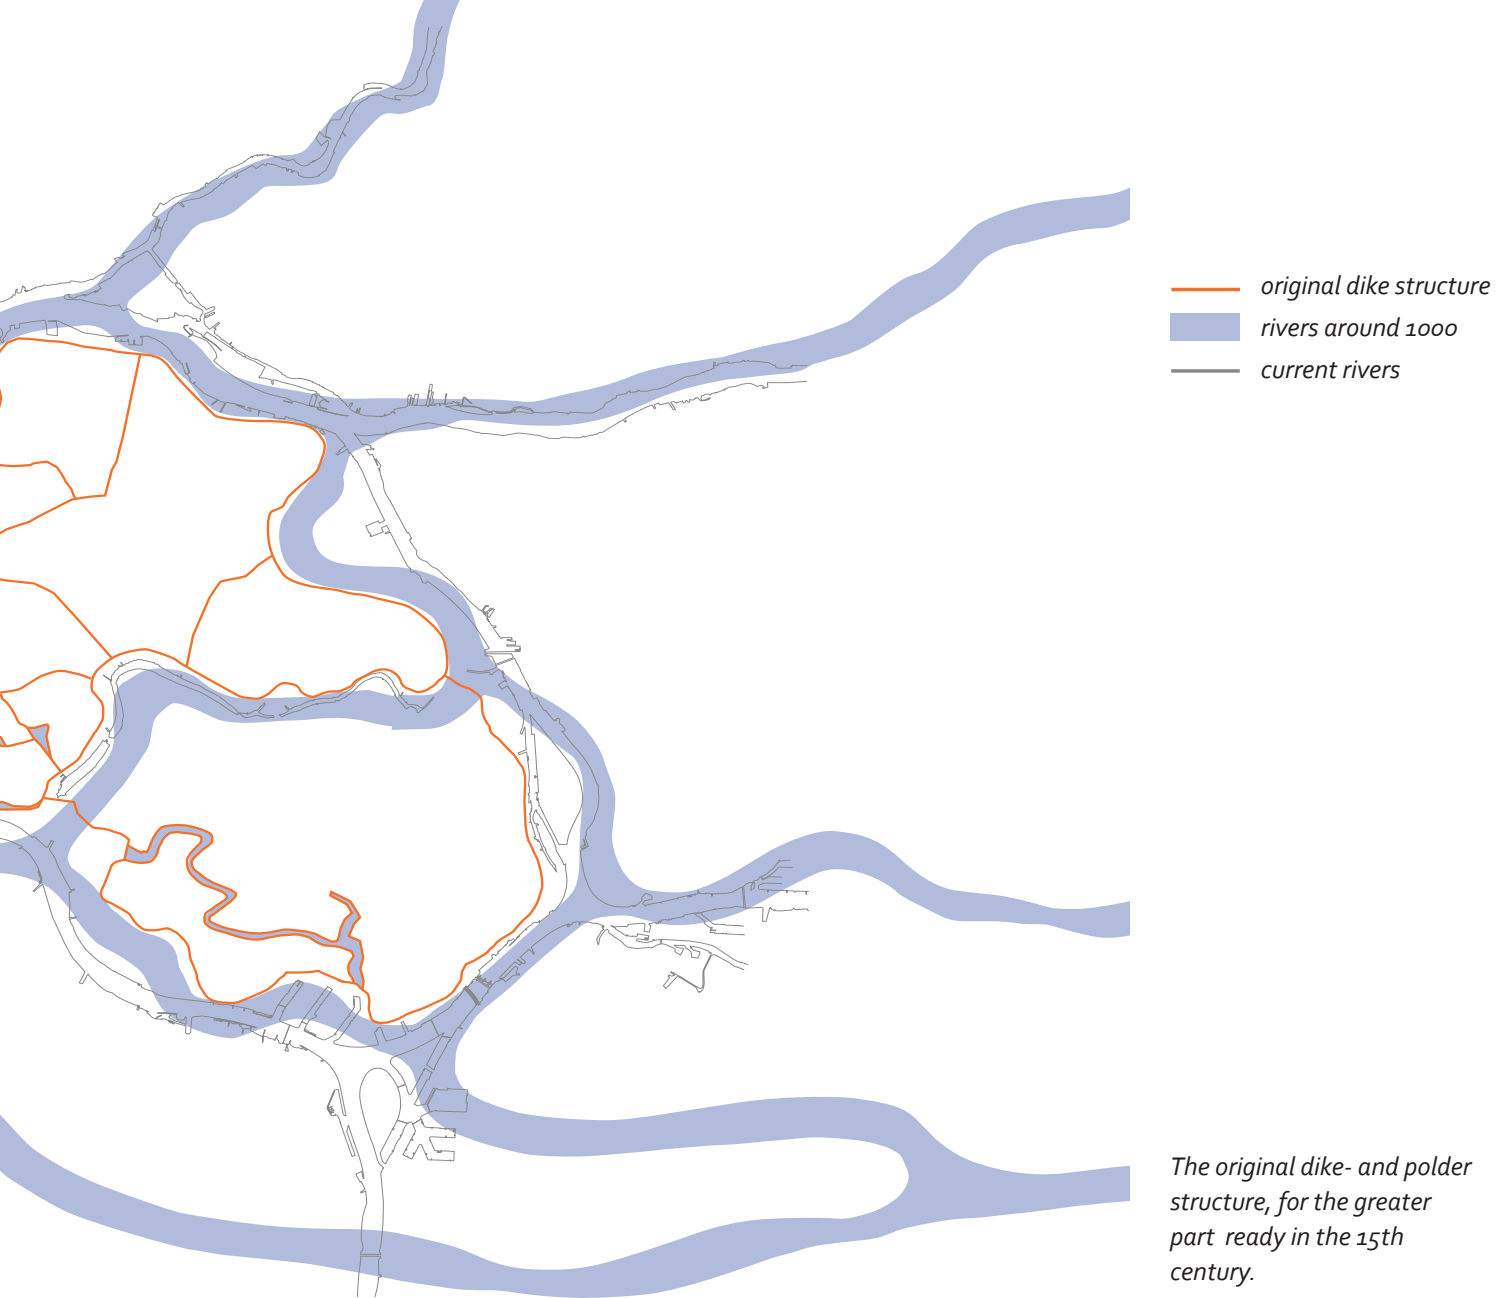 original dike structure
rivers around 1000
current rivers
The original dike- and polder
structure, for the greater
part  ready in the 15th
century.